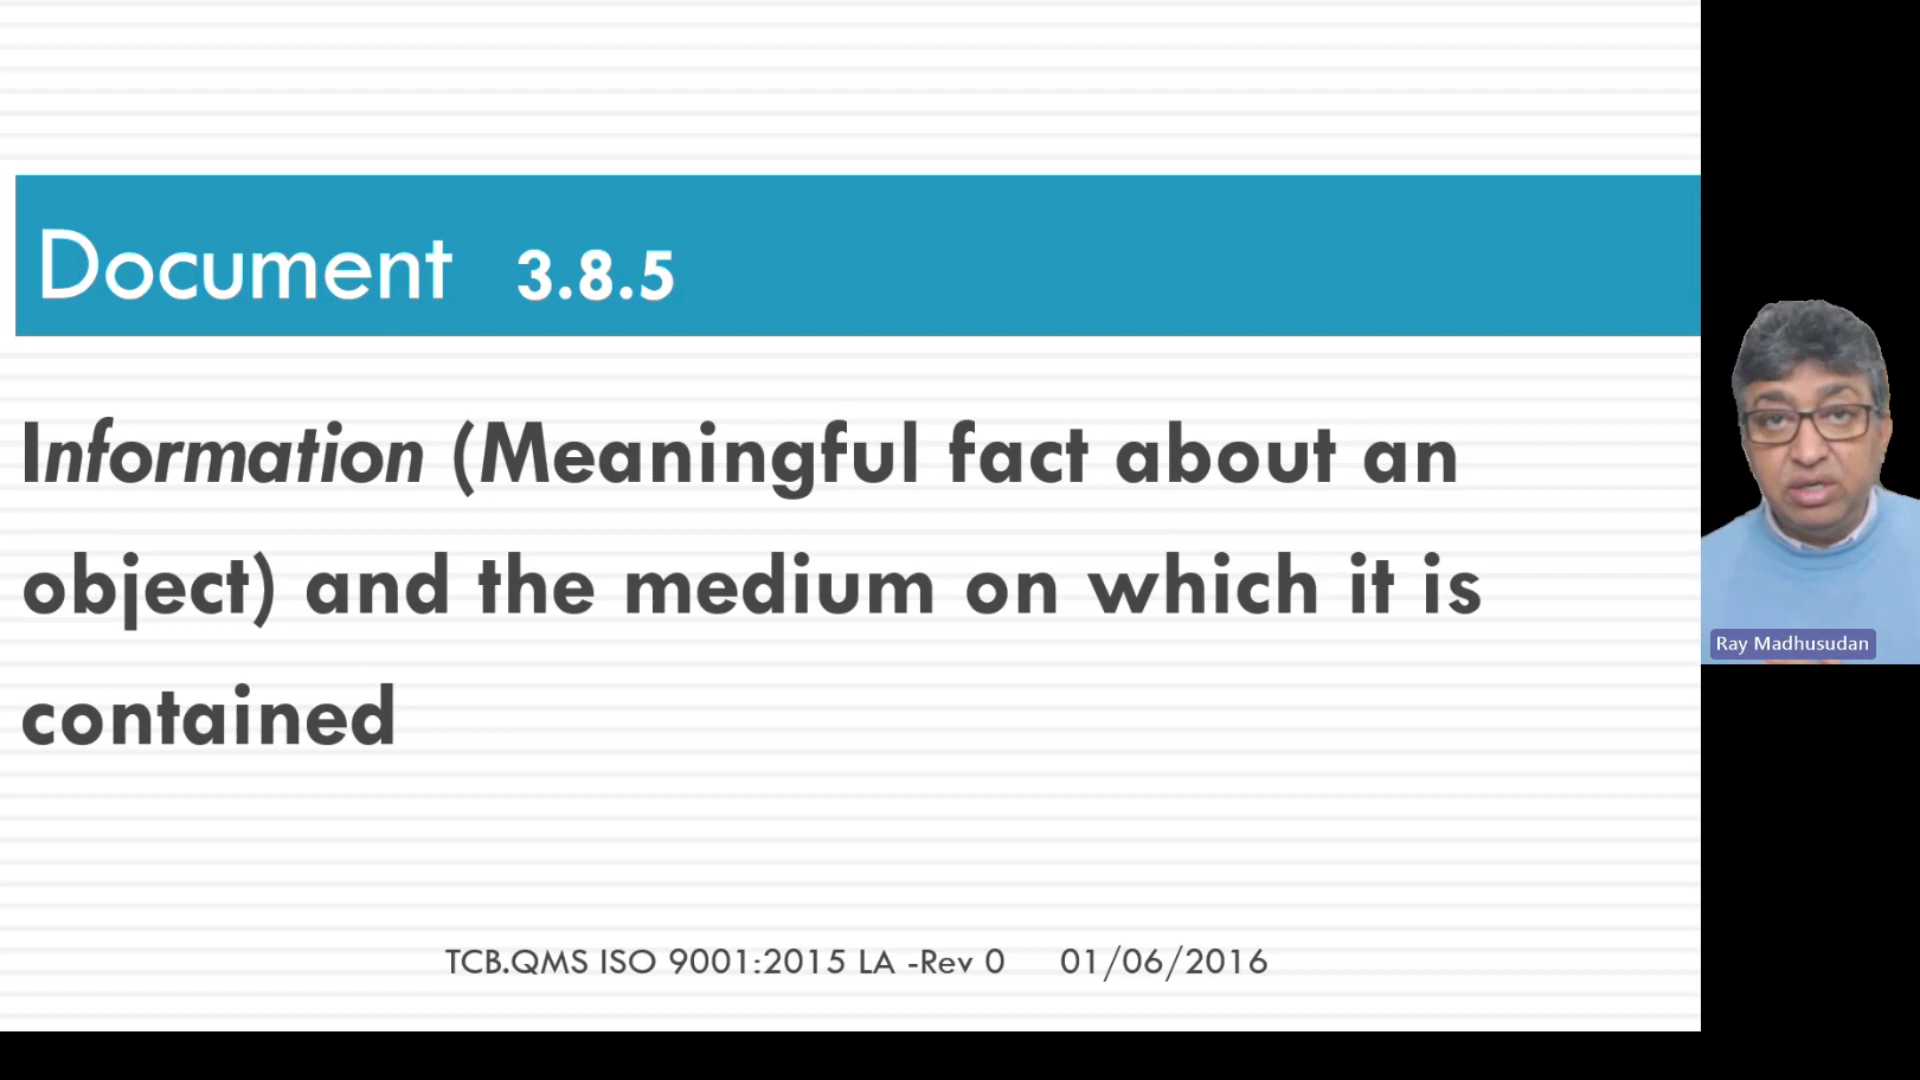 Document 3.8.5
Information (Meaningful fact about an
object) and the medium on which it is
contained
Ray Madhusudan
TCB.QMS ISO 9001:2015 LA -Rev 0 01/06/2016